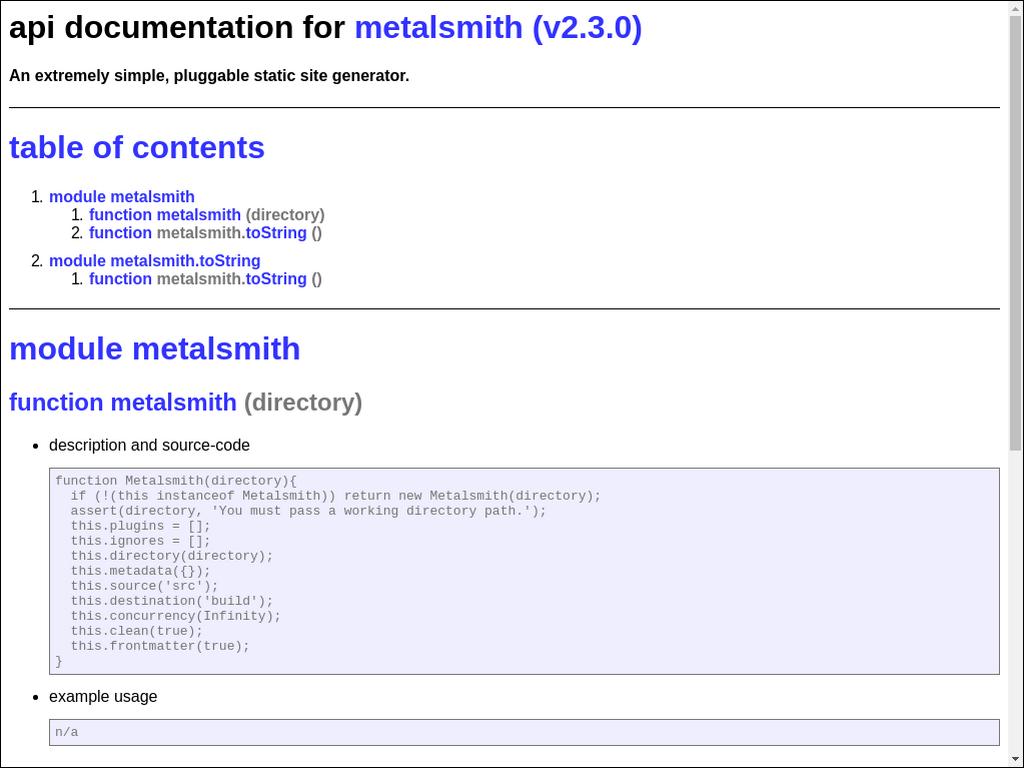 api documentation for metalsmith (v2.3.0)
An extremely simple, pluggable static site generator.
table of contents
1. module metalsmith
1. function metalsmith (directory)
2. function metalsmith.toString ()
2. module metalsmith.toString
1. function metalsmith.toString ()
module metalsmith
function metalsmith (directory)
• description and source-code
function Metalsmith(directory){
  if (!(this instanceof Metalsmith)) return new Metalsmith(directory);
  assert(directory, 'You must pass a working directory path.');
  this.plugins = [];
  this.ignores = [];
  this.directory(directory);
  this.metadata({});
  this.source('src');
  this.destination('build');
  this.concurrency(Infinity);
  this.clean(true);
  this.frontmatter(true);
}
• example usage
n/a